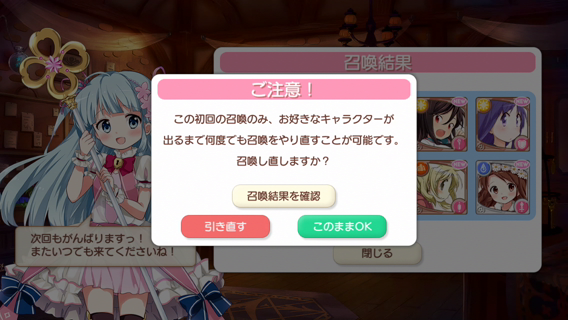 召喚結果
ご注意！
この初回の召喚のみ、お好きなキャラクターが
出るまで何度でも召喚をやり直すことが可能です。
召喚し直しますか？
召喚結果を確認
引き直す
このままOK
次回もがんばりますっ！
またいつでも来てくださいね！
閉じる